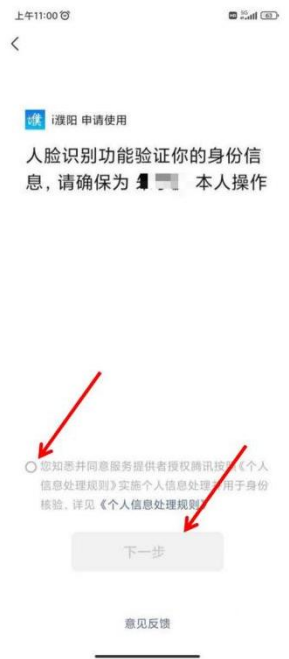 上午11:00
5G
i濮阳 申请使用
人脸识别功能验证你的身份信
息，请确保为 本人操作
您知悉并同意服务提供者授权腾讯按照《个人
信息处理规则》实施个人信息处理并用于身份
核验，详见《个人信息处理规则》
下一步
意见反馈